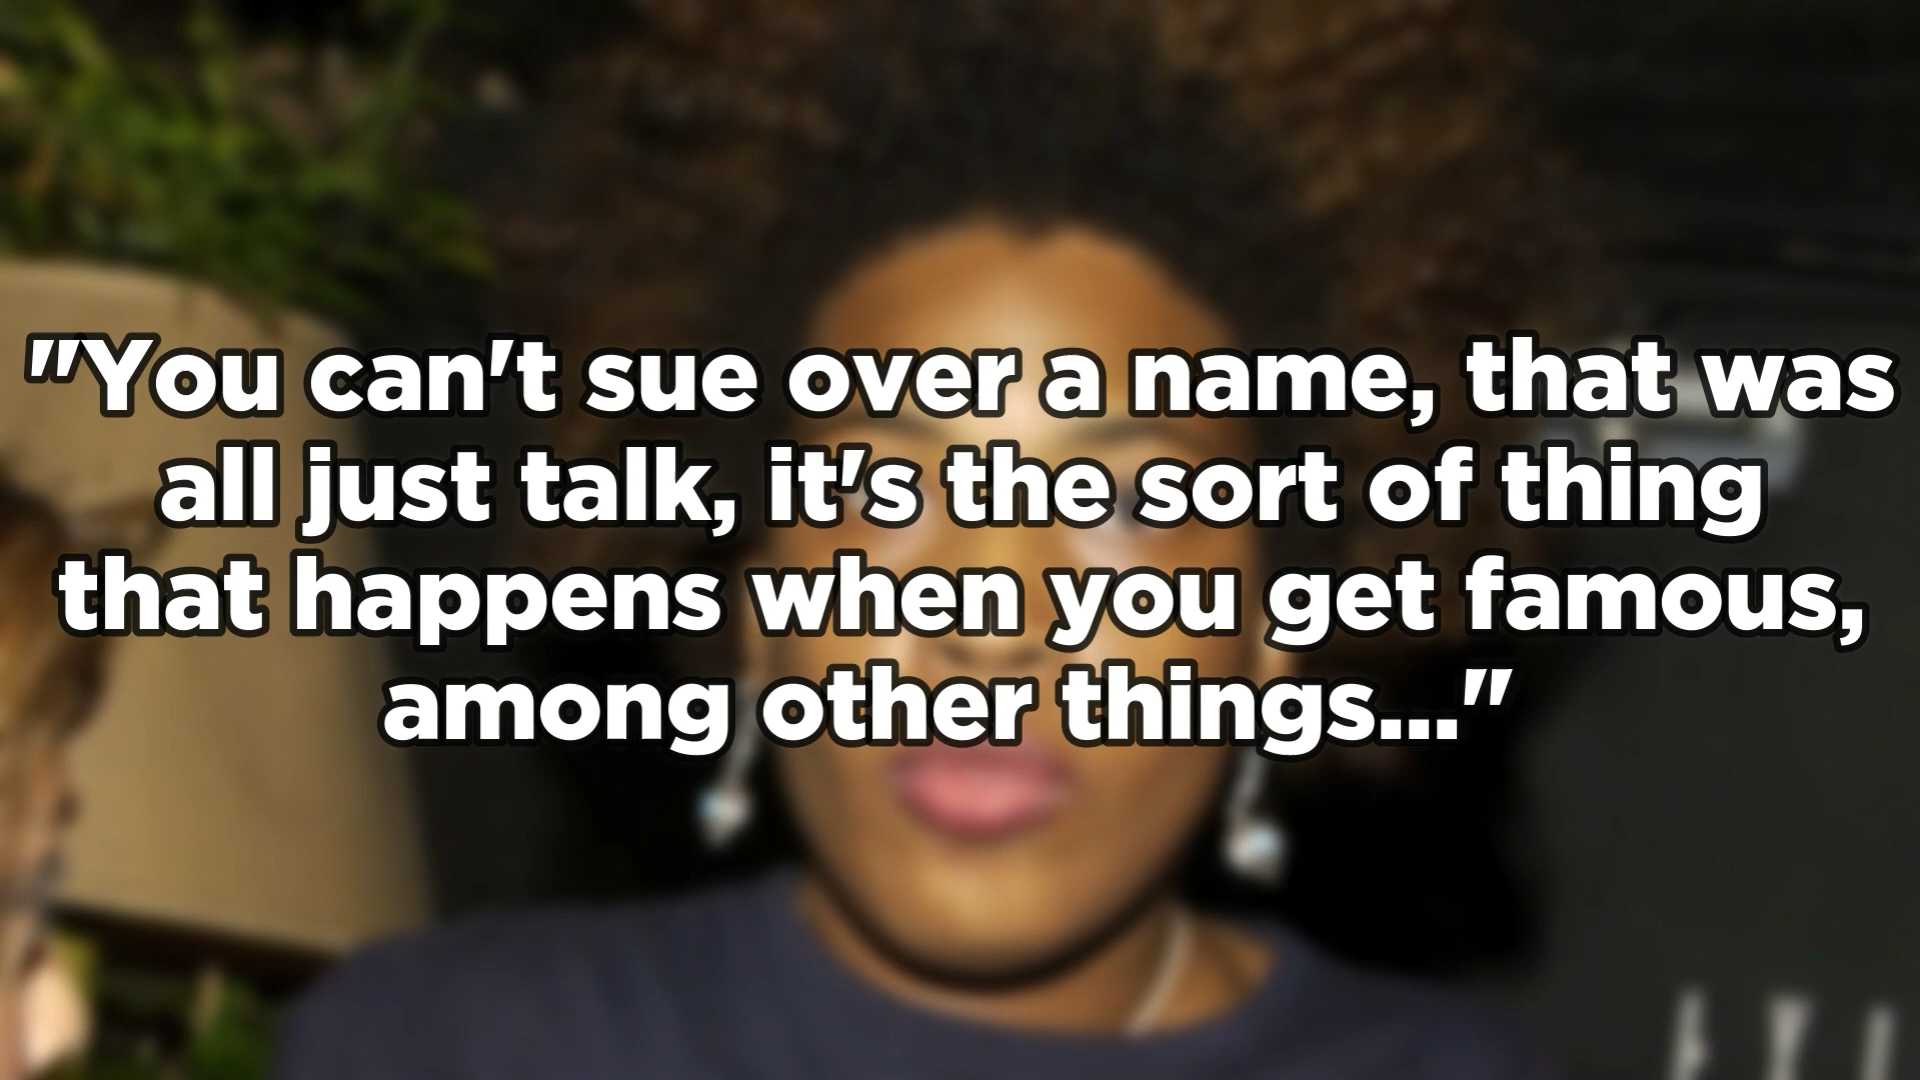 "You can't sue over a name, that was
all just talk, it's the sort of thing
that happens when you get famous,
among other things..."